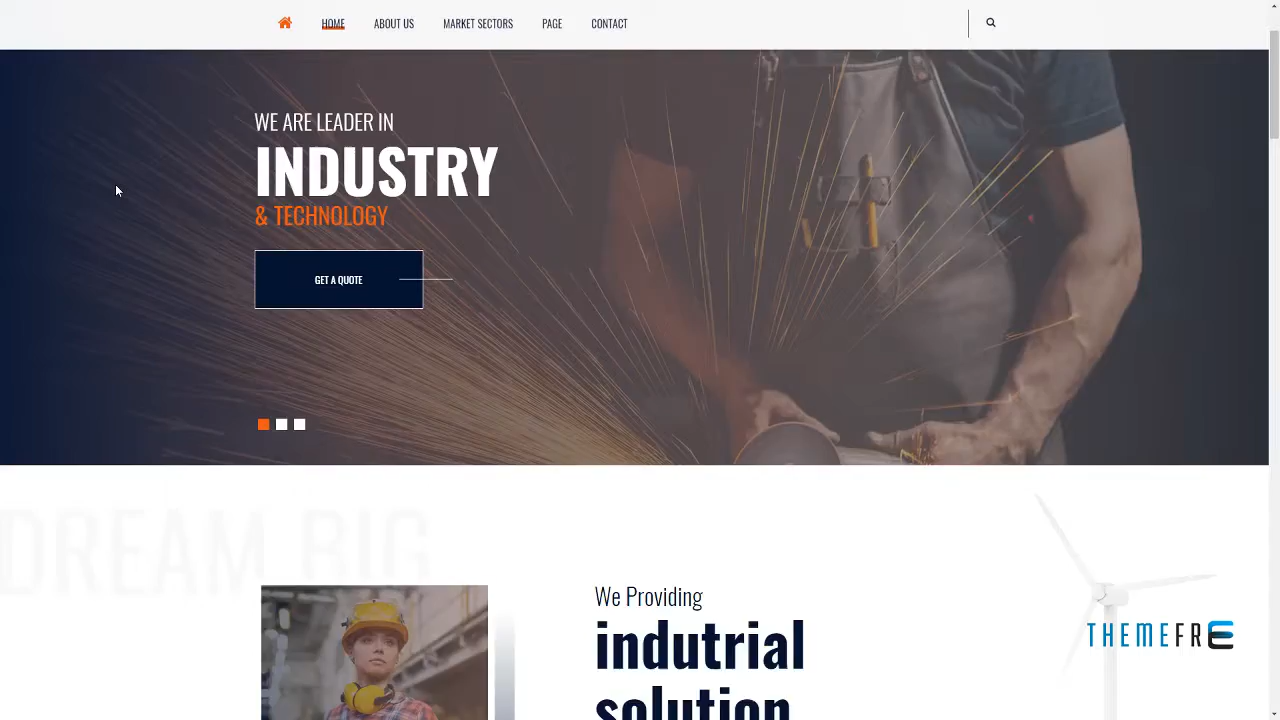 HOME ABOUT US MARKET SECTORS PAGE CONTACT
WE ARE LEADER IN
INDUSTRY
& TECHNOLOGY
GET A QUOTE
DREAM BIG
We Providing
indutrial
solution
THEMEFRE